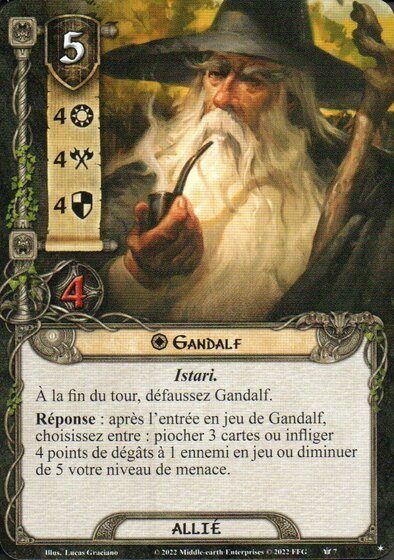 5
4
4
4
4
Gandalf
Istari.
À la fin du tour, défaussez Gandalf.
Réponse : après l'entrée en jeu de Gandalf,
choisissez entre : piocher 3 cartes ou infliger
4 points de dégâts à 1 ennemi en jeu ou diminuer
de 5 votre niveau de menace.
ALLIÉ
Illus. Lucas Graciano © 2022 Middle-earth Enterprises © 2022 FFG 7